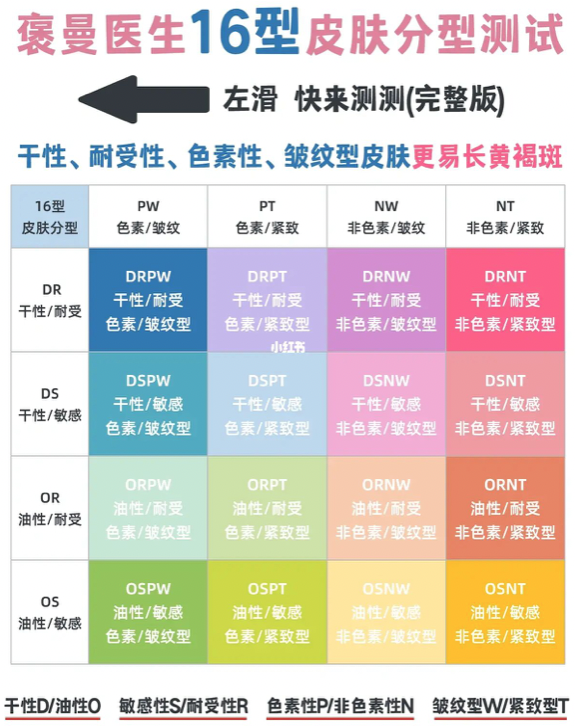 褒曼医生16型皮肤分型测试
左滑 快来测测(完整版)
干性、耐受性、色素性、皱纹型皮肤更易长黄褐斑
16型 PW PT NW NT
皮肤分型 色素/皱纹 色素/紧致 非色素/皱纹 非色素/紧致
DR DRPW DRPT DRNW DRNT
干性/耐受 干性/耐受 干性/耐受 干性/耐受 干性/耐受
色素/皱纹型 色素/紧致型 非色素/皱纹型 非色素/紧致型
小红书
DS DSPW DSPT DSNW DSNT
干性/敏感 干性/敏感 干性/敏感 干性/敏感 干性/敏感
色素/皱纹型 色素/紧致型 非色素/皱纹型 非色素/紧致型
OR ORPW ORPT ORNW ORNT
油性/耐受 油性/耐受 油性/耐受 油性/耐受 油性/耐受
色素/皱纹型 色素/紧致型 非色素/皱纹型 非色素/紧致型
OS OSPW OSPT OSNW OSNT
油性/敏感 油性/敏感 油性/敏感 油性/敏感 油性/敏感
色素/皱纹型 色素/紧致型 非色素/皱纹型 非色素/紧致型
干性D/油性O 敏感性S/耐受性R 色素性P/非色素性N 皱纹型W/紧致型T